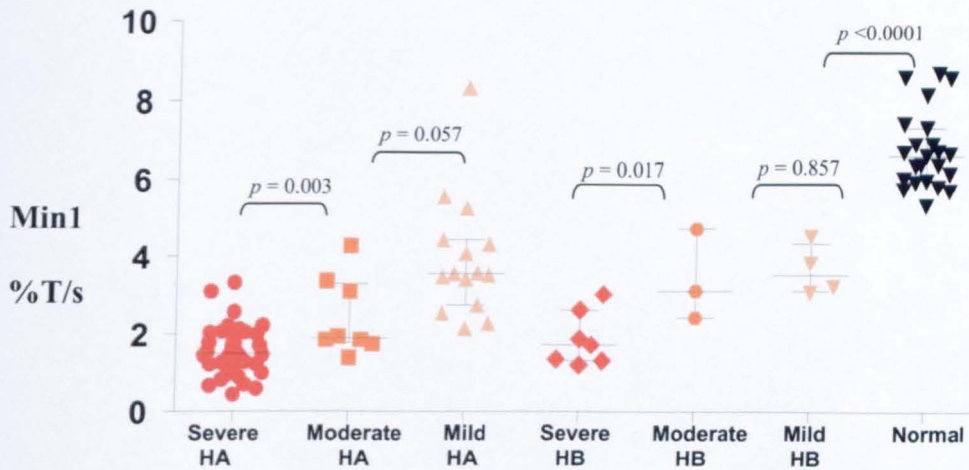 10
8
6
4
2
0
Min1
%T/s
p = 0.003
p = 0.057
p = 0.017
p = 0.857
p <0.0001
Severe
HA
Moderate
HA
Mild
HA
Severe
HB
Moderate
HB
Mild
HB
Normal